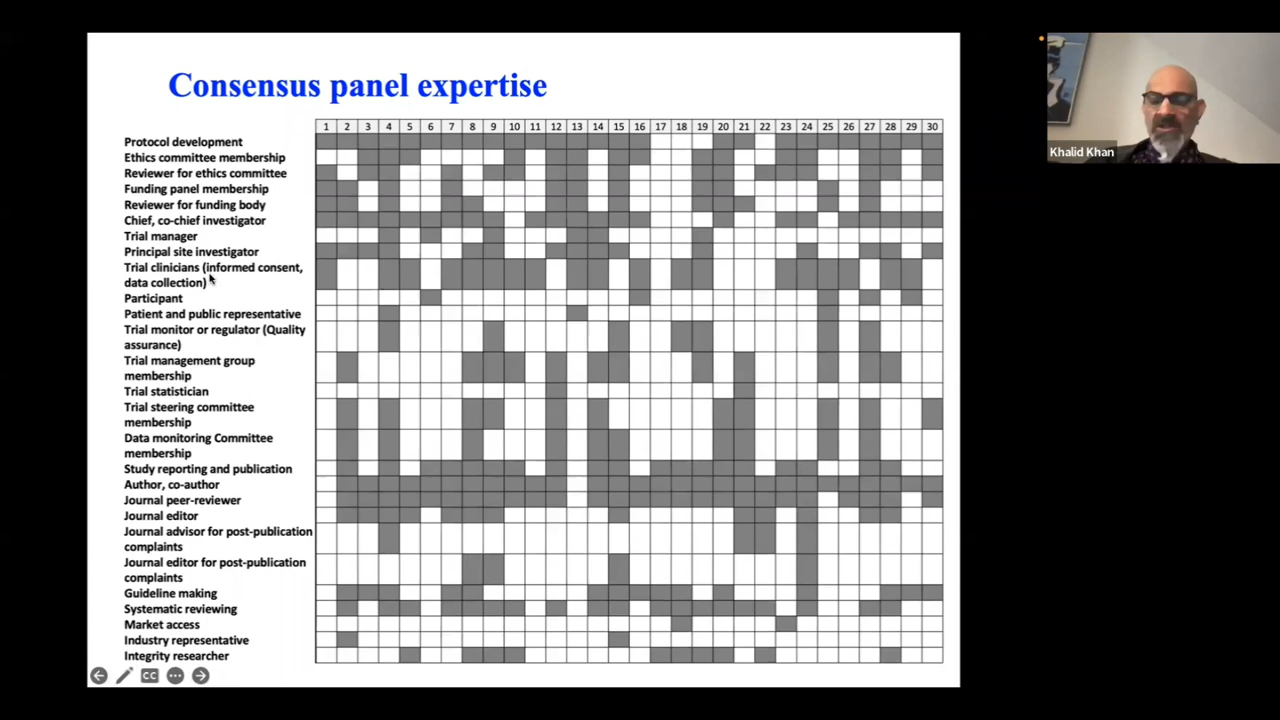 Consensus panel expertise
1 2 3 4 5 6 7 8 9 10 11 12 13 14 15 16 17 18 19 20 21 22 23 24 25 26 27 28 29 30
Protocol development
Ethics committee membership
Reviewer for ethics committee
Funding panel membership
Reviewer for funding body
Chief, co-chief investigator
Trial manager
Principal site investigator
Trial clinicians (informed consent,
data collection)
Participant
Patient and public representative
Trial monitor or regulator (Quality
assurance)
Trial management group
membership
Trial statistician
Trial steering committee
membership
Data monitoring Committee
membership
Study reporting and publication
Author, co-author
Journal peer-reviewer
Journal editor
Journal advisor for post-publication
complaints
Journal editor for post-publication
complaints
Guideline making
Systematic reviewing
Market access
Industry representative
Integrity researcher
CC
Khalid Khan